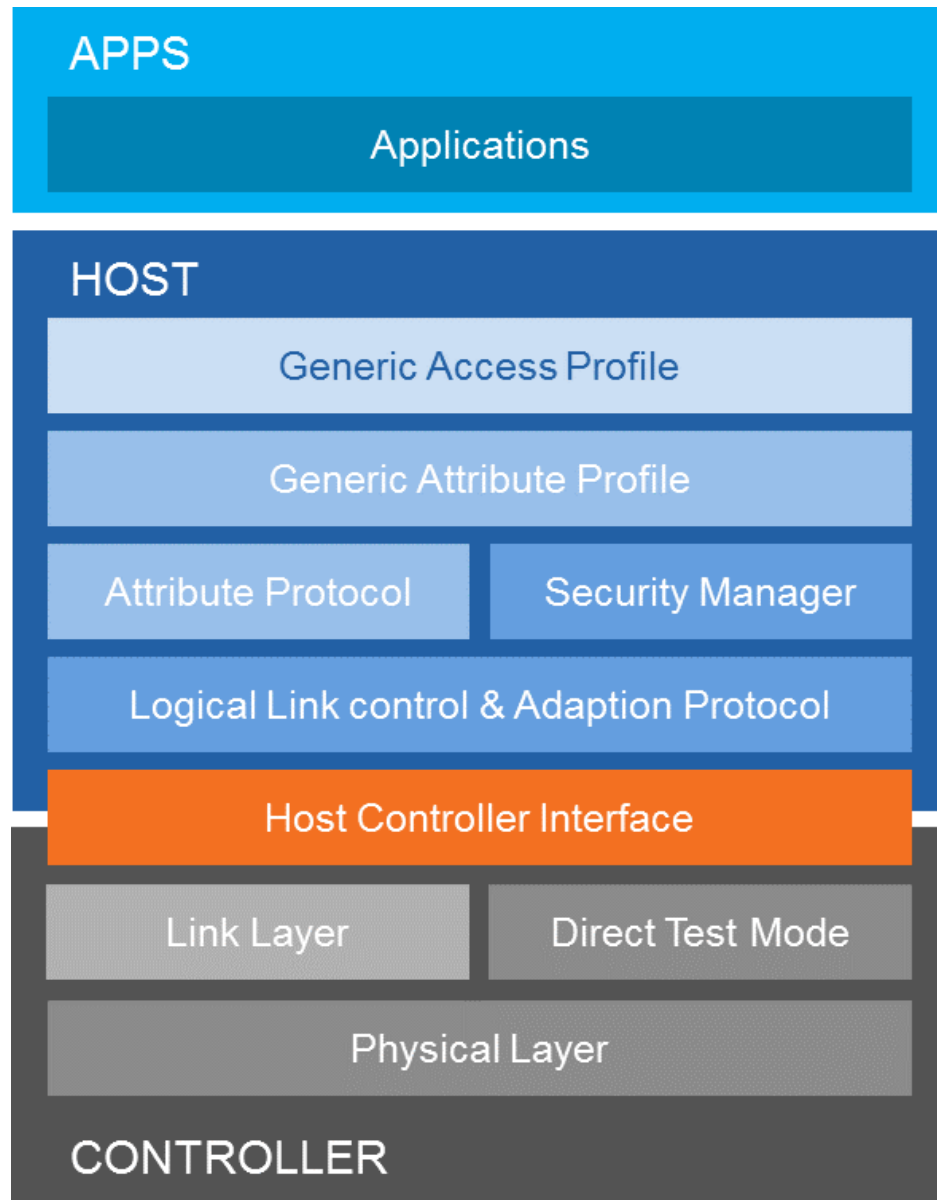 APPS
Applications
HOST
Generic Access Profile
Generic Attribute Profile
Attribute Protocol
Security Manager
Logical Link control & Adaption Protocol
Host Controller Interface
Link Layer
Direct Test Mode
Physical Layer
CONTROLLER